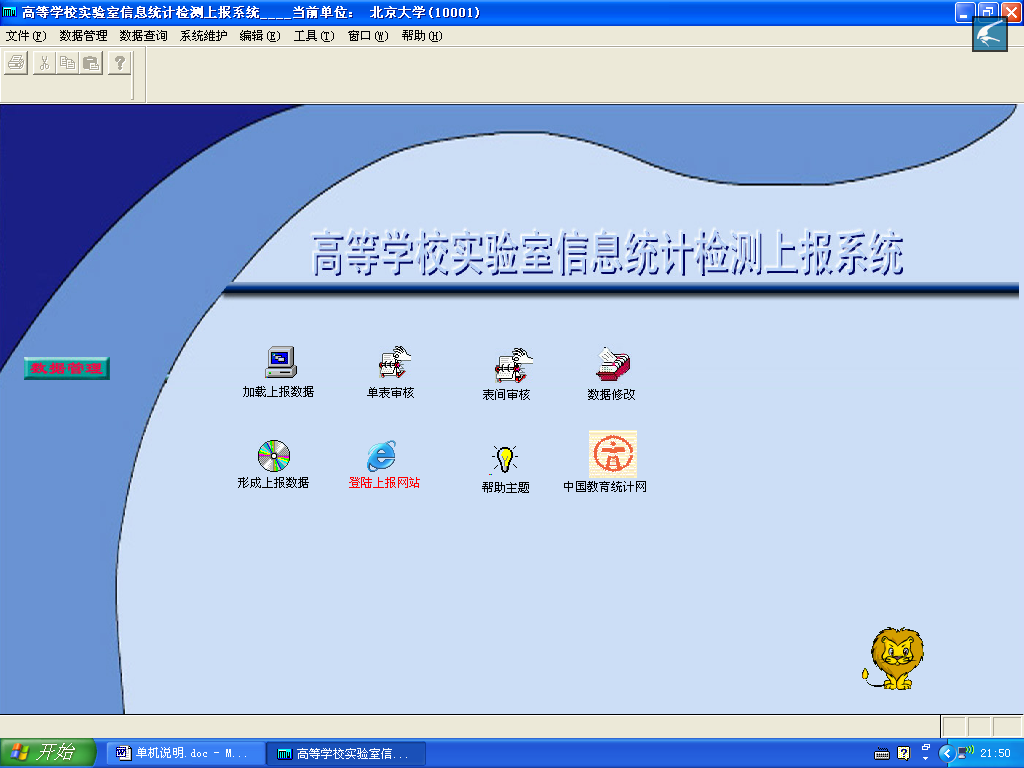 高等学校实验室信息统计检测上报系统____当前单位： 北京大学(10001)
文件(F) 数据管理 数据查询 系统维护 编辑(E) 工具(T) 窗口(W) 帮助(H)
高等学校实验室信息统计检测上报系统
数据管理
加载上报数据 单表审核 表间审核 数据修改
形成上报数据 登陆上报网站 帮助主题 中国教育统计网
开始 单机说明.doc - M... 高等学校实验室信... 21:50